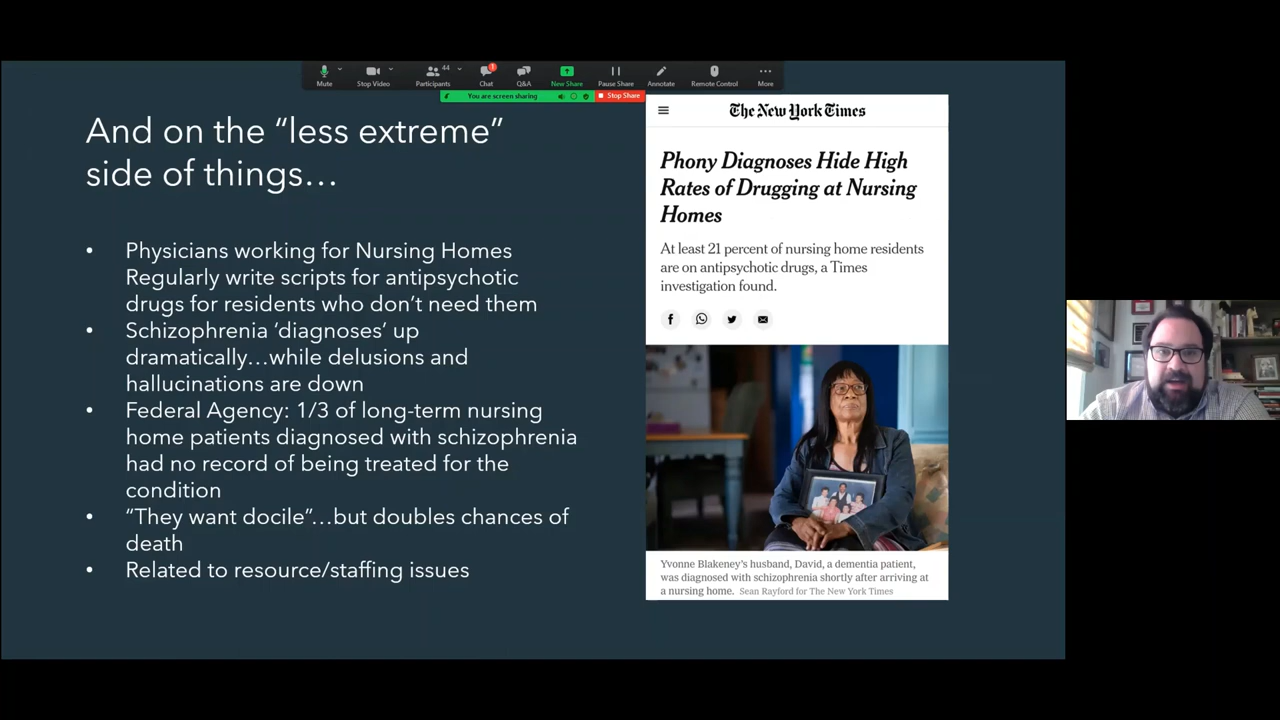 Mute
Stop Video
44
Participants
1
Chat
Q&A
New Share
Pause Share
Annotate
Remote Control
More
You are screen sharing
Stop Share
And on the “less extreme”
side of things…
• Physicians working for Nursing Homes
Regularly write scripts for antipsychotic
drugs for residents who don’t need them
• Schizophrenia ‘diagnoses’ up
dramatically…while delusions and
hallucinations are down
• Federal Agency: 1/3 of long-term nursing
home patients diagnosed with schizophrenia
had no record of being treated for the
condition
• “They want docile”…but doubles chances of
death
• Related to resource/staffing issues
The New York Times
Phony Diagnoses Hide High
Rates of Drugging at Nursing
Homes
At least 21 percent of nursing home residents
are on antipsychotic drugs, a Times
investigation found.
Yvonne Blakeney’s husband, David, a dementia patient,
was diagnosed with schizophrenia shortly after arriving at
a nursing home. Sean Rayford for The New York Times